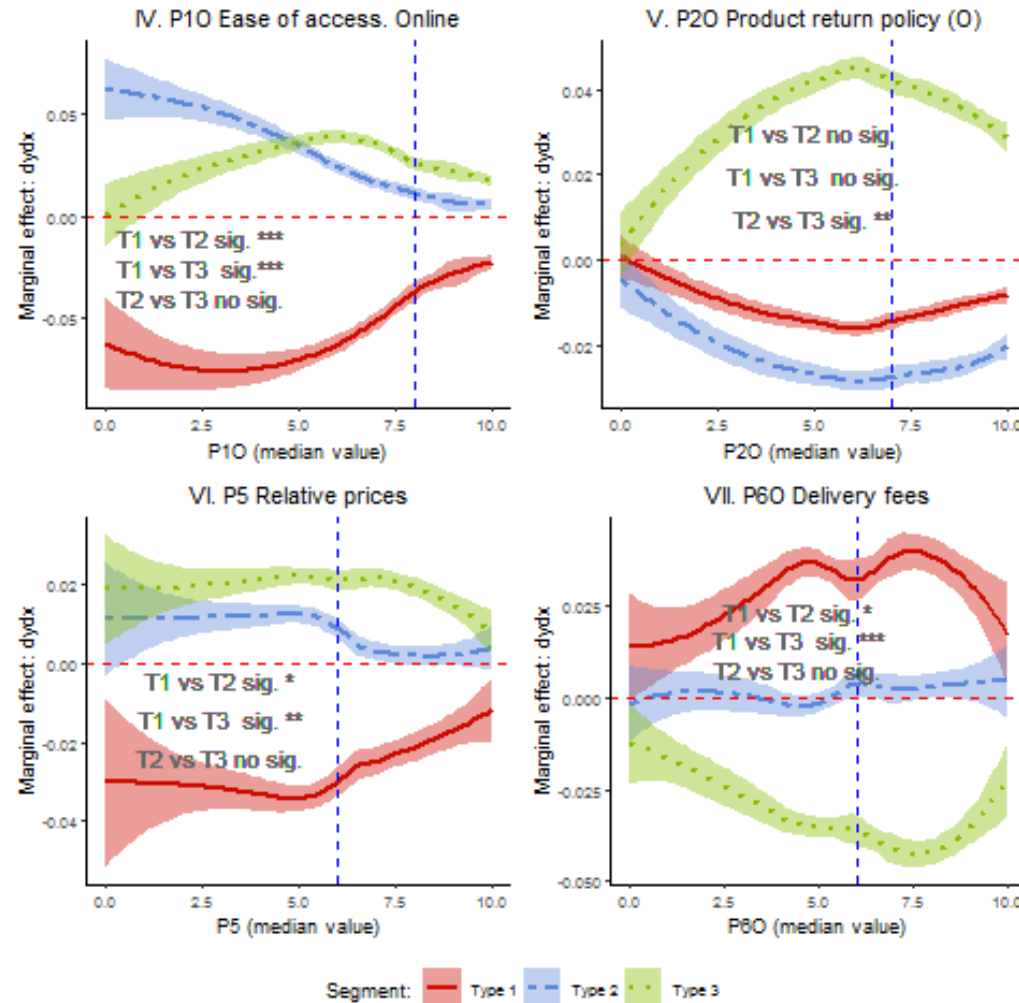 IV. P1O Ease of access. Online
Marginal effect: dydx
0.05
0.00
-0.05
T1 vs T2 sig. ***
T1 vs T3 sig.***
T2 vs T3 no sig.
0.0 2.5 5.0 7.5 10.0
P1O (median value)
V. P2O Product return policy (O)
Marginal effect: dydx
0.04
0.02
0.00
-0.02
T1 vs T2 no sig.
T1 vs T3 no sig.
T2 vs T3 sig. **
0.0 2.5 5.0 7.5 10.0
P2O (median value)
VI. P5 Relative prices
Marginal effect: dydx
0.02
0.00
-0.02
-0.04
T1 vs T2 sig. *
T1 vs T3 sig. **
T2 vs T3 no sig.
0.0 2.5 5.0 7.5 10.0
P5 (median value)
VII. P6O Delivery fees
Marginal effect: dydx
0.025
0.000
-0.025
-0.050
T1 vs T2 sig. *
T1 vs T3 sig. ***
T2 vs T3 no sig.
0.0 2.5 5.0 7.5 10.0
P6O (median value)
Segment: Type 1 Type 2 Type 3